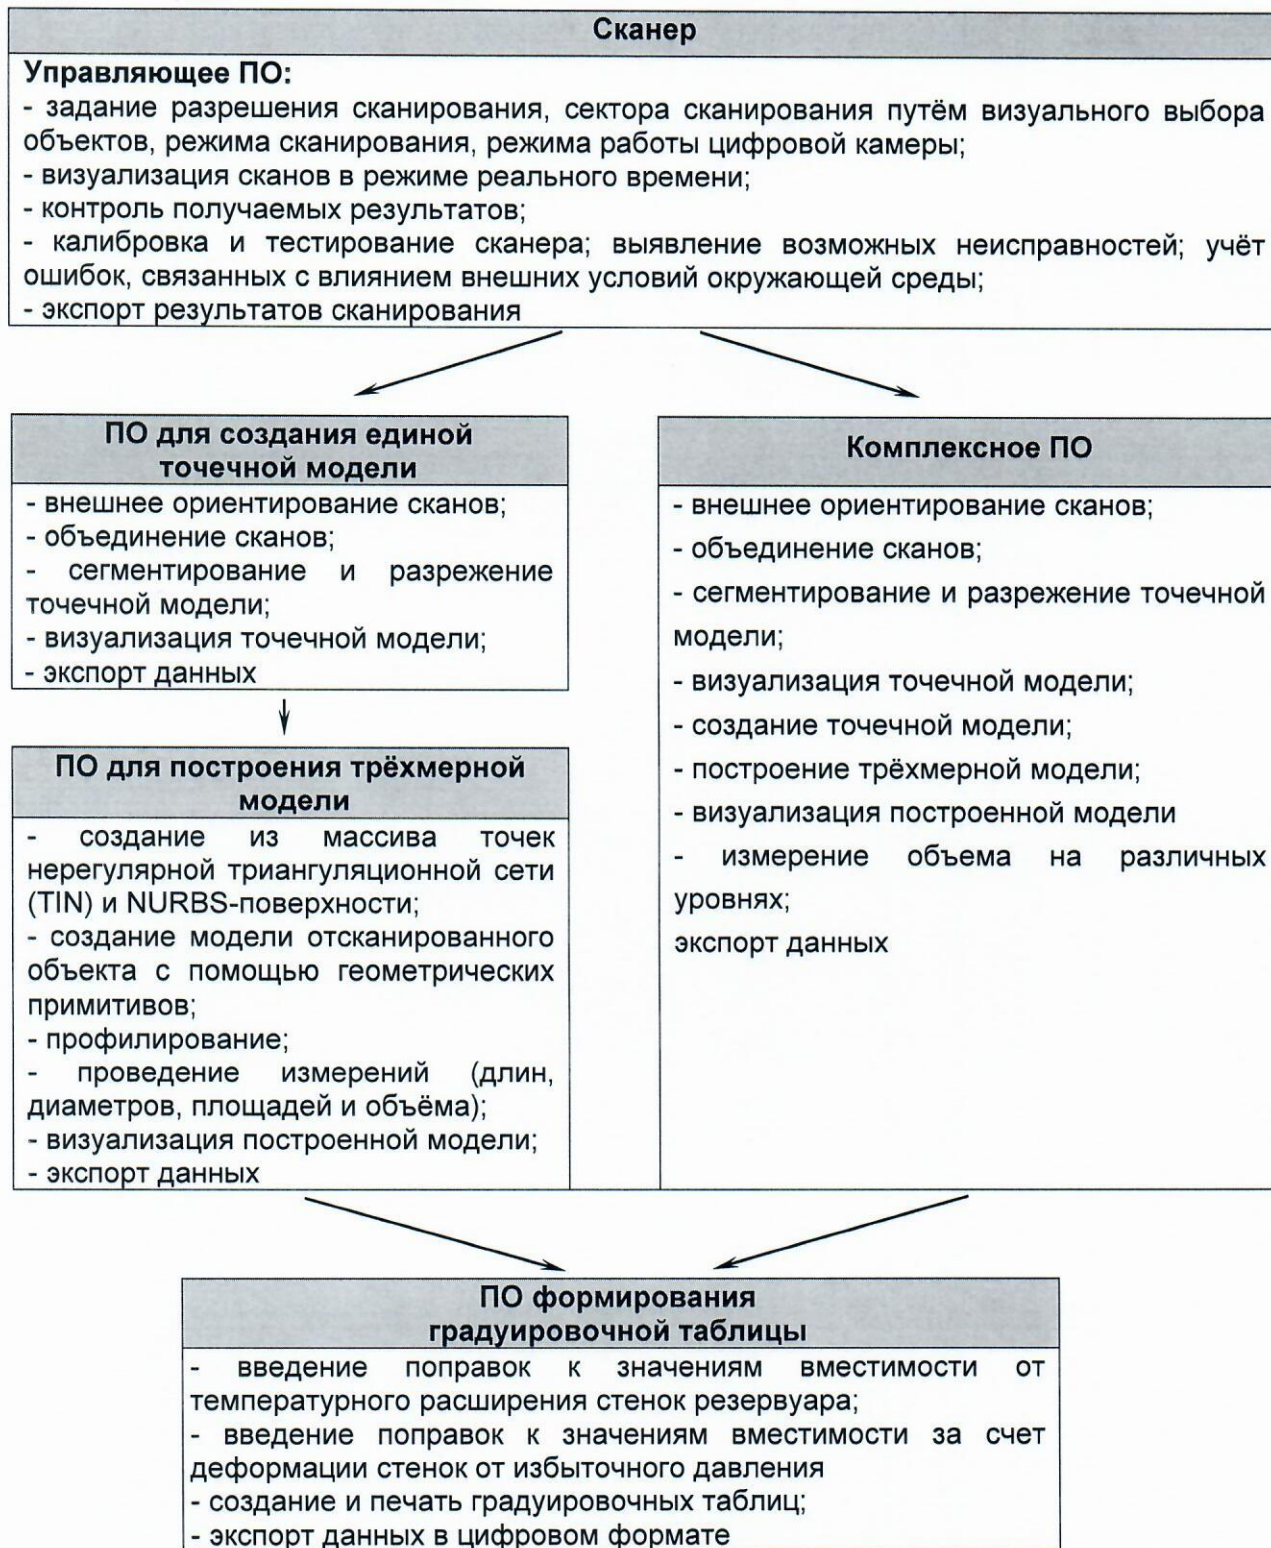 Сканер
Управляющее ПО:
- задание разрешения сканирования, сектора сканирования путём визуального выбора
объектов, режима сканирования, режима работы цифровой камеры;
- визуализация сканов в режиме реального времени;
- контроль получаемых результатов;
- калибровка и тестирование сканера; выявление возможных неисправностей; учёт
ошибок, связанных с влиянием внешних условий окружающей среды;
- экспорт результатов сканирования
ПО для создания единой
точечной модели
- внешнее ориентирование сканов;
- объединение сканов;
- сегментирование и разрежение
точечной модели;
- визуализация точечной модели;
- экспорт данных
ПО для построения трёхмерной
модели
- создание из массива точек
нерегулярной триангуляционной сети
(TIN) и NURBS-поверхности;
- создание модели отсканированного
объекта с помощью геометрических
примитивов;
- профилирование;
- проведение измерений (длин,
диаметров, площадей и объёма);
- визуализация построенной модели;
- экспорт данных
Комплексное ПО
- внешнее ориентирование сканов;
- объединение сканов;
- сегментирование и разрежение точечной
модели;
- визуализация точечной модели;
- создание точечной модели;
- построение трёхмерной модели;
- визуализация построенной модели
- измерение объема на различных
уровнях;
экспорт данных
ПО формирования
градуировочной таблицы
- введение поправок к значениям вместимости от
температурного расширения стенок резервуара;
- введение поправок к значениям вместимости за счет
деформации стенок от избыточного давления
- создание и печать градуировочных таблиц;
- экспорт данных в цифровом формате